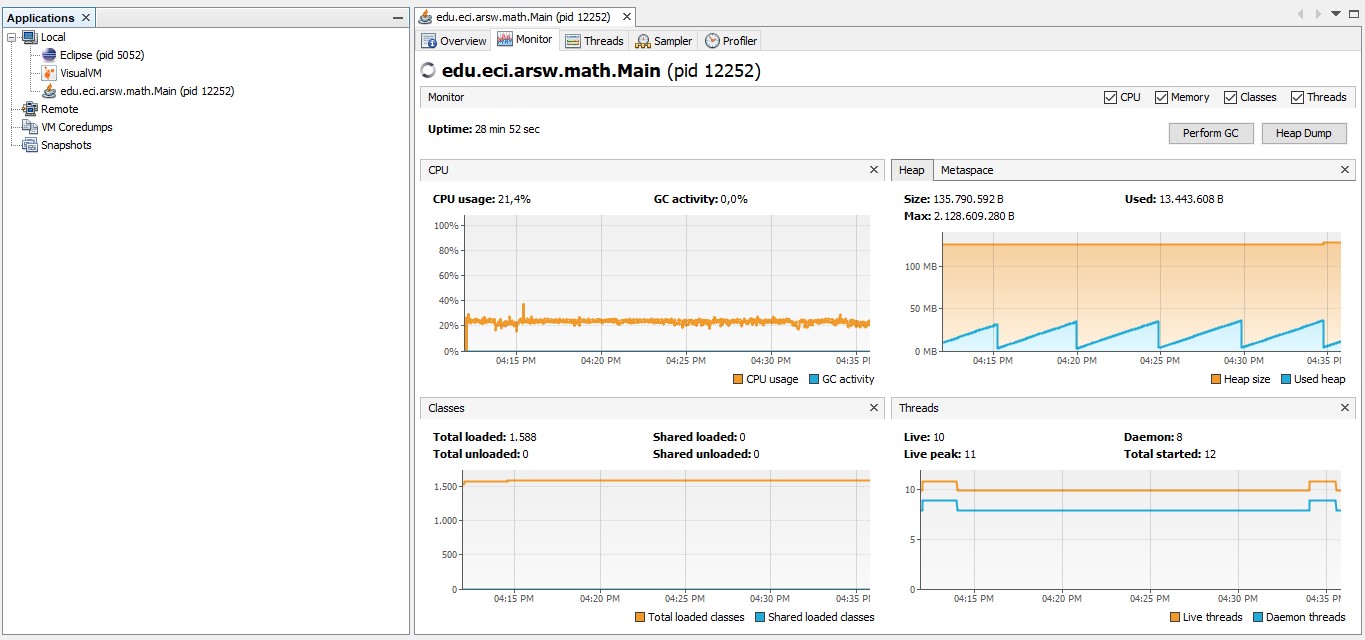 Applications
Local
Eclipse (pid 5052)
VisualVM
edu.eci.arsw.math.Main (pid 12252)
Remote
VM Coredumps
Snapshots
edu.eci.arsw.math.Main (pid 12252)
Overview Monitor Threads Sampler Profiler
edu.eci.arsw.math.Main (pid 12252)
Monitor CPU Memory Classes Threads
Uptime: 28 min 52 sec
Perform GC Heap Dump
CPU
CPU usage: 21,4% GC activity: 0,0%
100%
80%
60%
40%
20%
0%
04:15 PM 04:20 PM 04:25 PM 04:30 PM 04:35 P
CPU usage GC activity
Heap Metaspace
Size: 135.790.592 B Used: 13.443.608 B
Max: 2.128.609.280 B
100 MB
50 MB
0 MB
04:15 PM 04:20 PM 04:25 PM 04:30 PM 04:35 P
Heap size Used heap
Classes
Total loaded: 1.588 Shared loaded: 0
Total unloaded: 0 Shared unloaded: 0
1.500
1.000
500
0
04:15 PM 04:20 PM 04:25 PM 04:30 PM 04:35 P
Total loaded classes Shared loaded classes
Threads
Live: 10 Daemon: 8
Live peak: 11 Total started: 12
10
5
0
04:15 PM 04:20 PM 04:25 PM 04:30 PM 04:35 P
Live threads Daemon threads